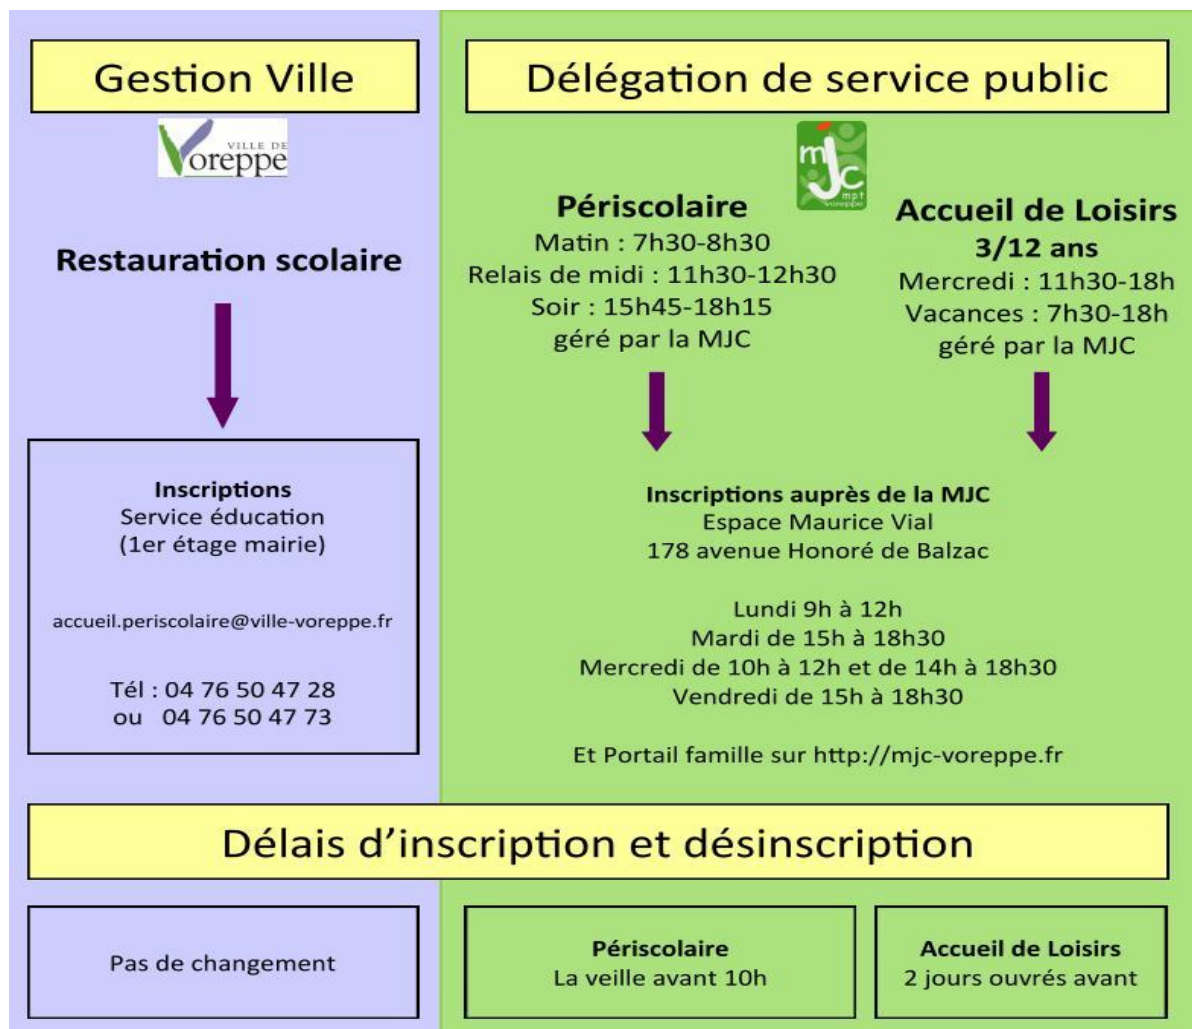 Gestion Ville
VILLE DE
Voreppe
Restauration scolaire
Inscriptions
Service éducation
(1er étage mairie)
accueil.periscolaire@ville-voreppe.fr
Tél : 04 76 50 47 28
ou 04 76 50 47 73
Délégation de service public
mjc
mpt
voreppe
Périscolaire
Matin : 7h30-8h30
Relais de midi : 11h30-12h30
Soir : 15h45-18h15
géré par la MJC
Accueil de Loisirs
3/12 ans
Mercredi : 11h30-18h
Vacances : 7h30-18h
géré par la MJC
Inscriptions auprès de la MJC
Espace Maurice Vial
178 avenue Honoré de Balzac
Lundi 9h à 12h
Mardi de 15h à 18h30
Mercredi de 10h à 12h et de 14h à 18h30
Vendredi de 15h à 18h30
Et Portail famille sur http://mjc-voreppe.fr
Délais d’inscription et désinscription
Pas de changement
Périscolaire
La veille avant 10h
Accueil de Loisirs
2 jours ouvrés avant